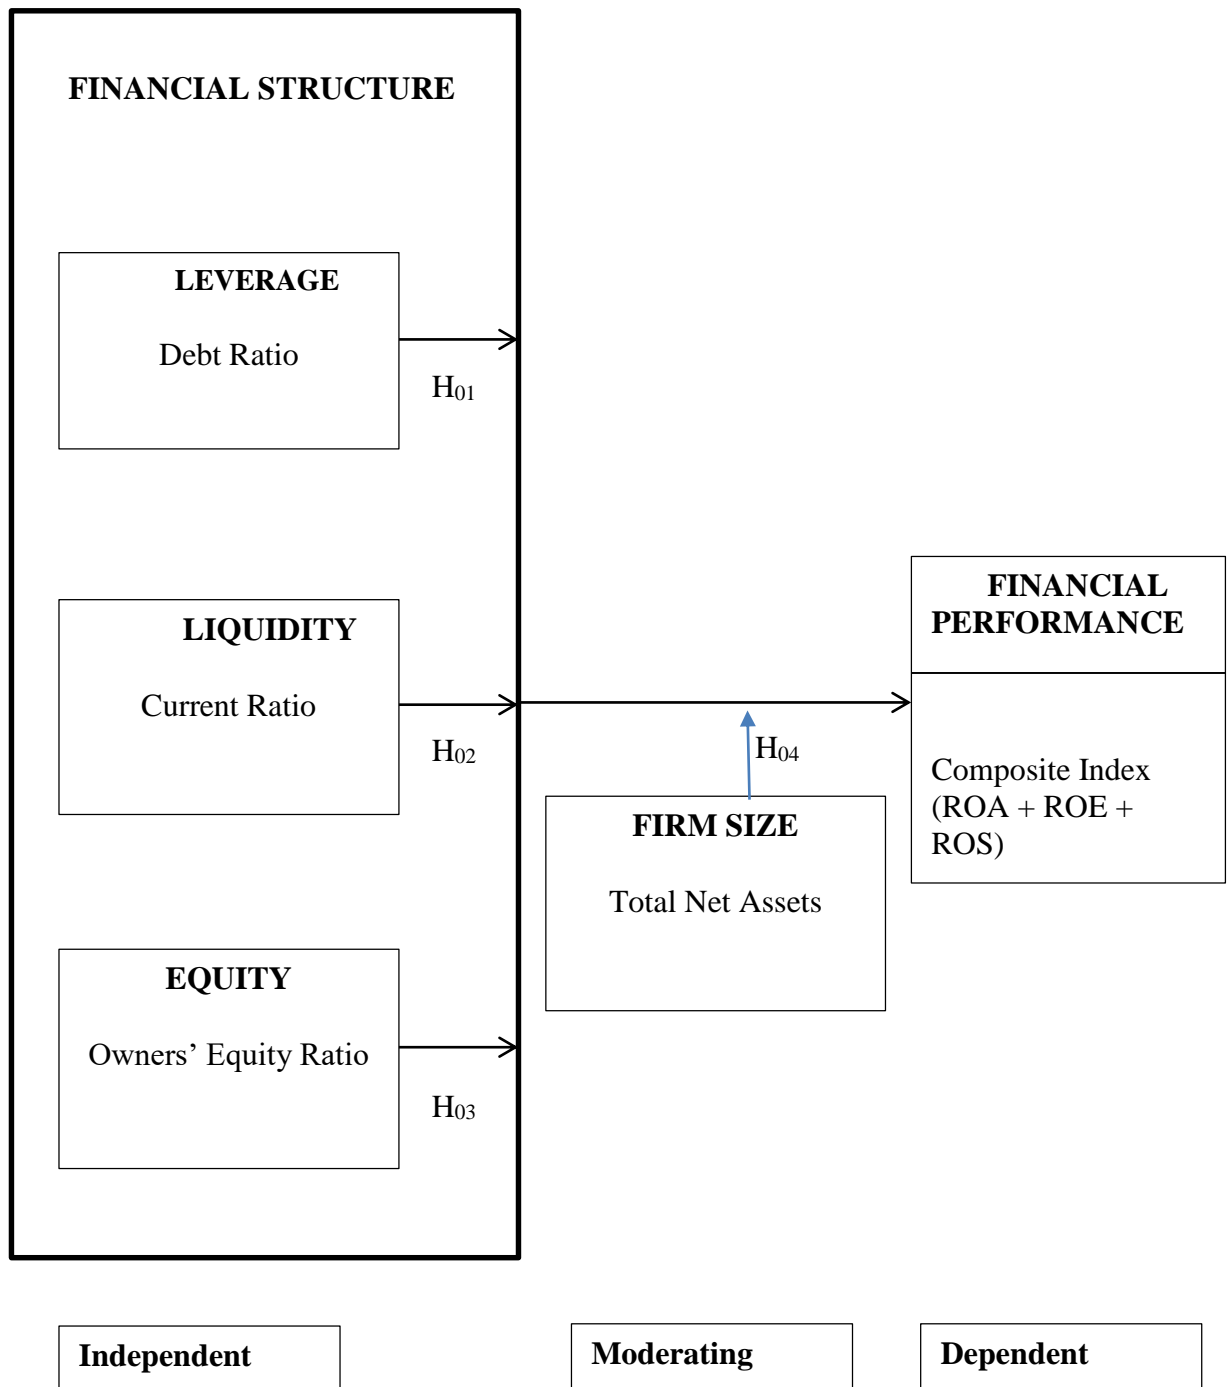 FINANCIAL STRUCTURE
LEVERAGE
Debt Ratio
H₀₁
LIQUIDITY
Current Ratio
H₀₂
EQUITY
Owners’ Equity Ratio
H₀₃
H₀₄
FIRM SIZE
Total Net Assets
FINANCIAL
PERFORMANCE
Composite Index
(ROA + ROE +
ROS)
Independent
Moderating
Dependent